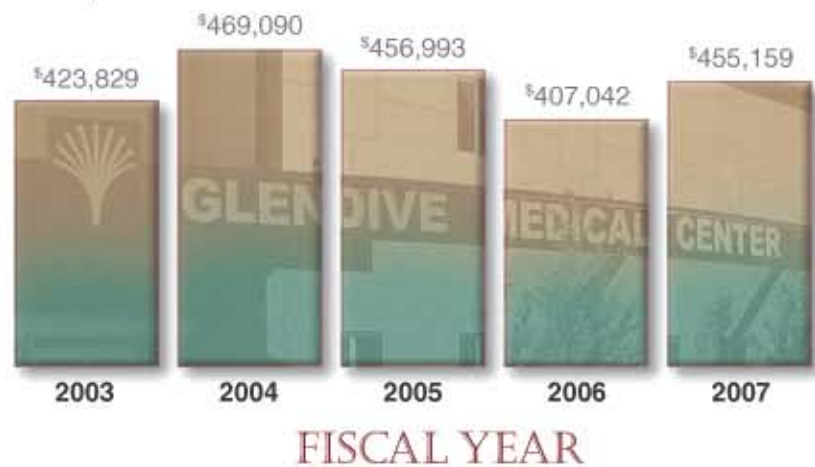 $423,829
$469,090
$456,993
$407,042
$455,159
GLENDIVE MEDICAL CENTER
2003 2004 2005 2006 2007
FISCAL YEAR